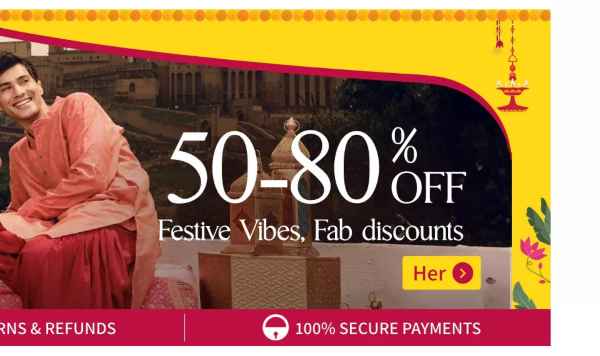 50-80% OFF
Festive Vibes, Fab discounts
Her
RNS & REFUNDS
100% SECURE PAYMENTS